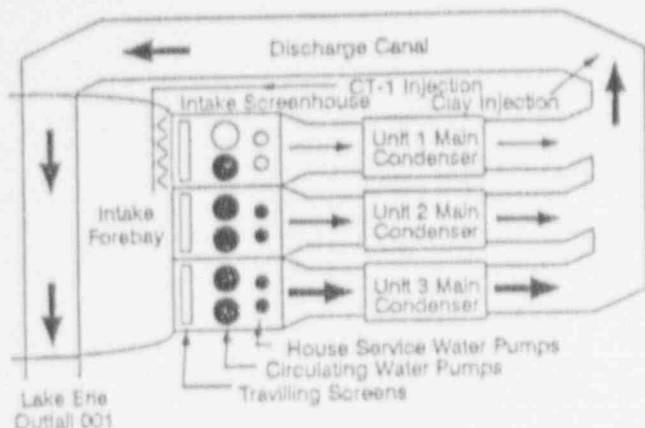 Discharge Canal
CT-1 Injection
Intake Screenhouse
Clay Injection
Unit 1 Main
Condenser
Intake
Forebay
Unit 2 Main
Condenser
Unit 3 Main
Condenser
House Service Water Pumps
Circulating Water Pumps
Travelling Screens
Lake Erie
Outfall 001